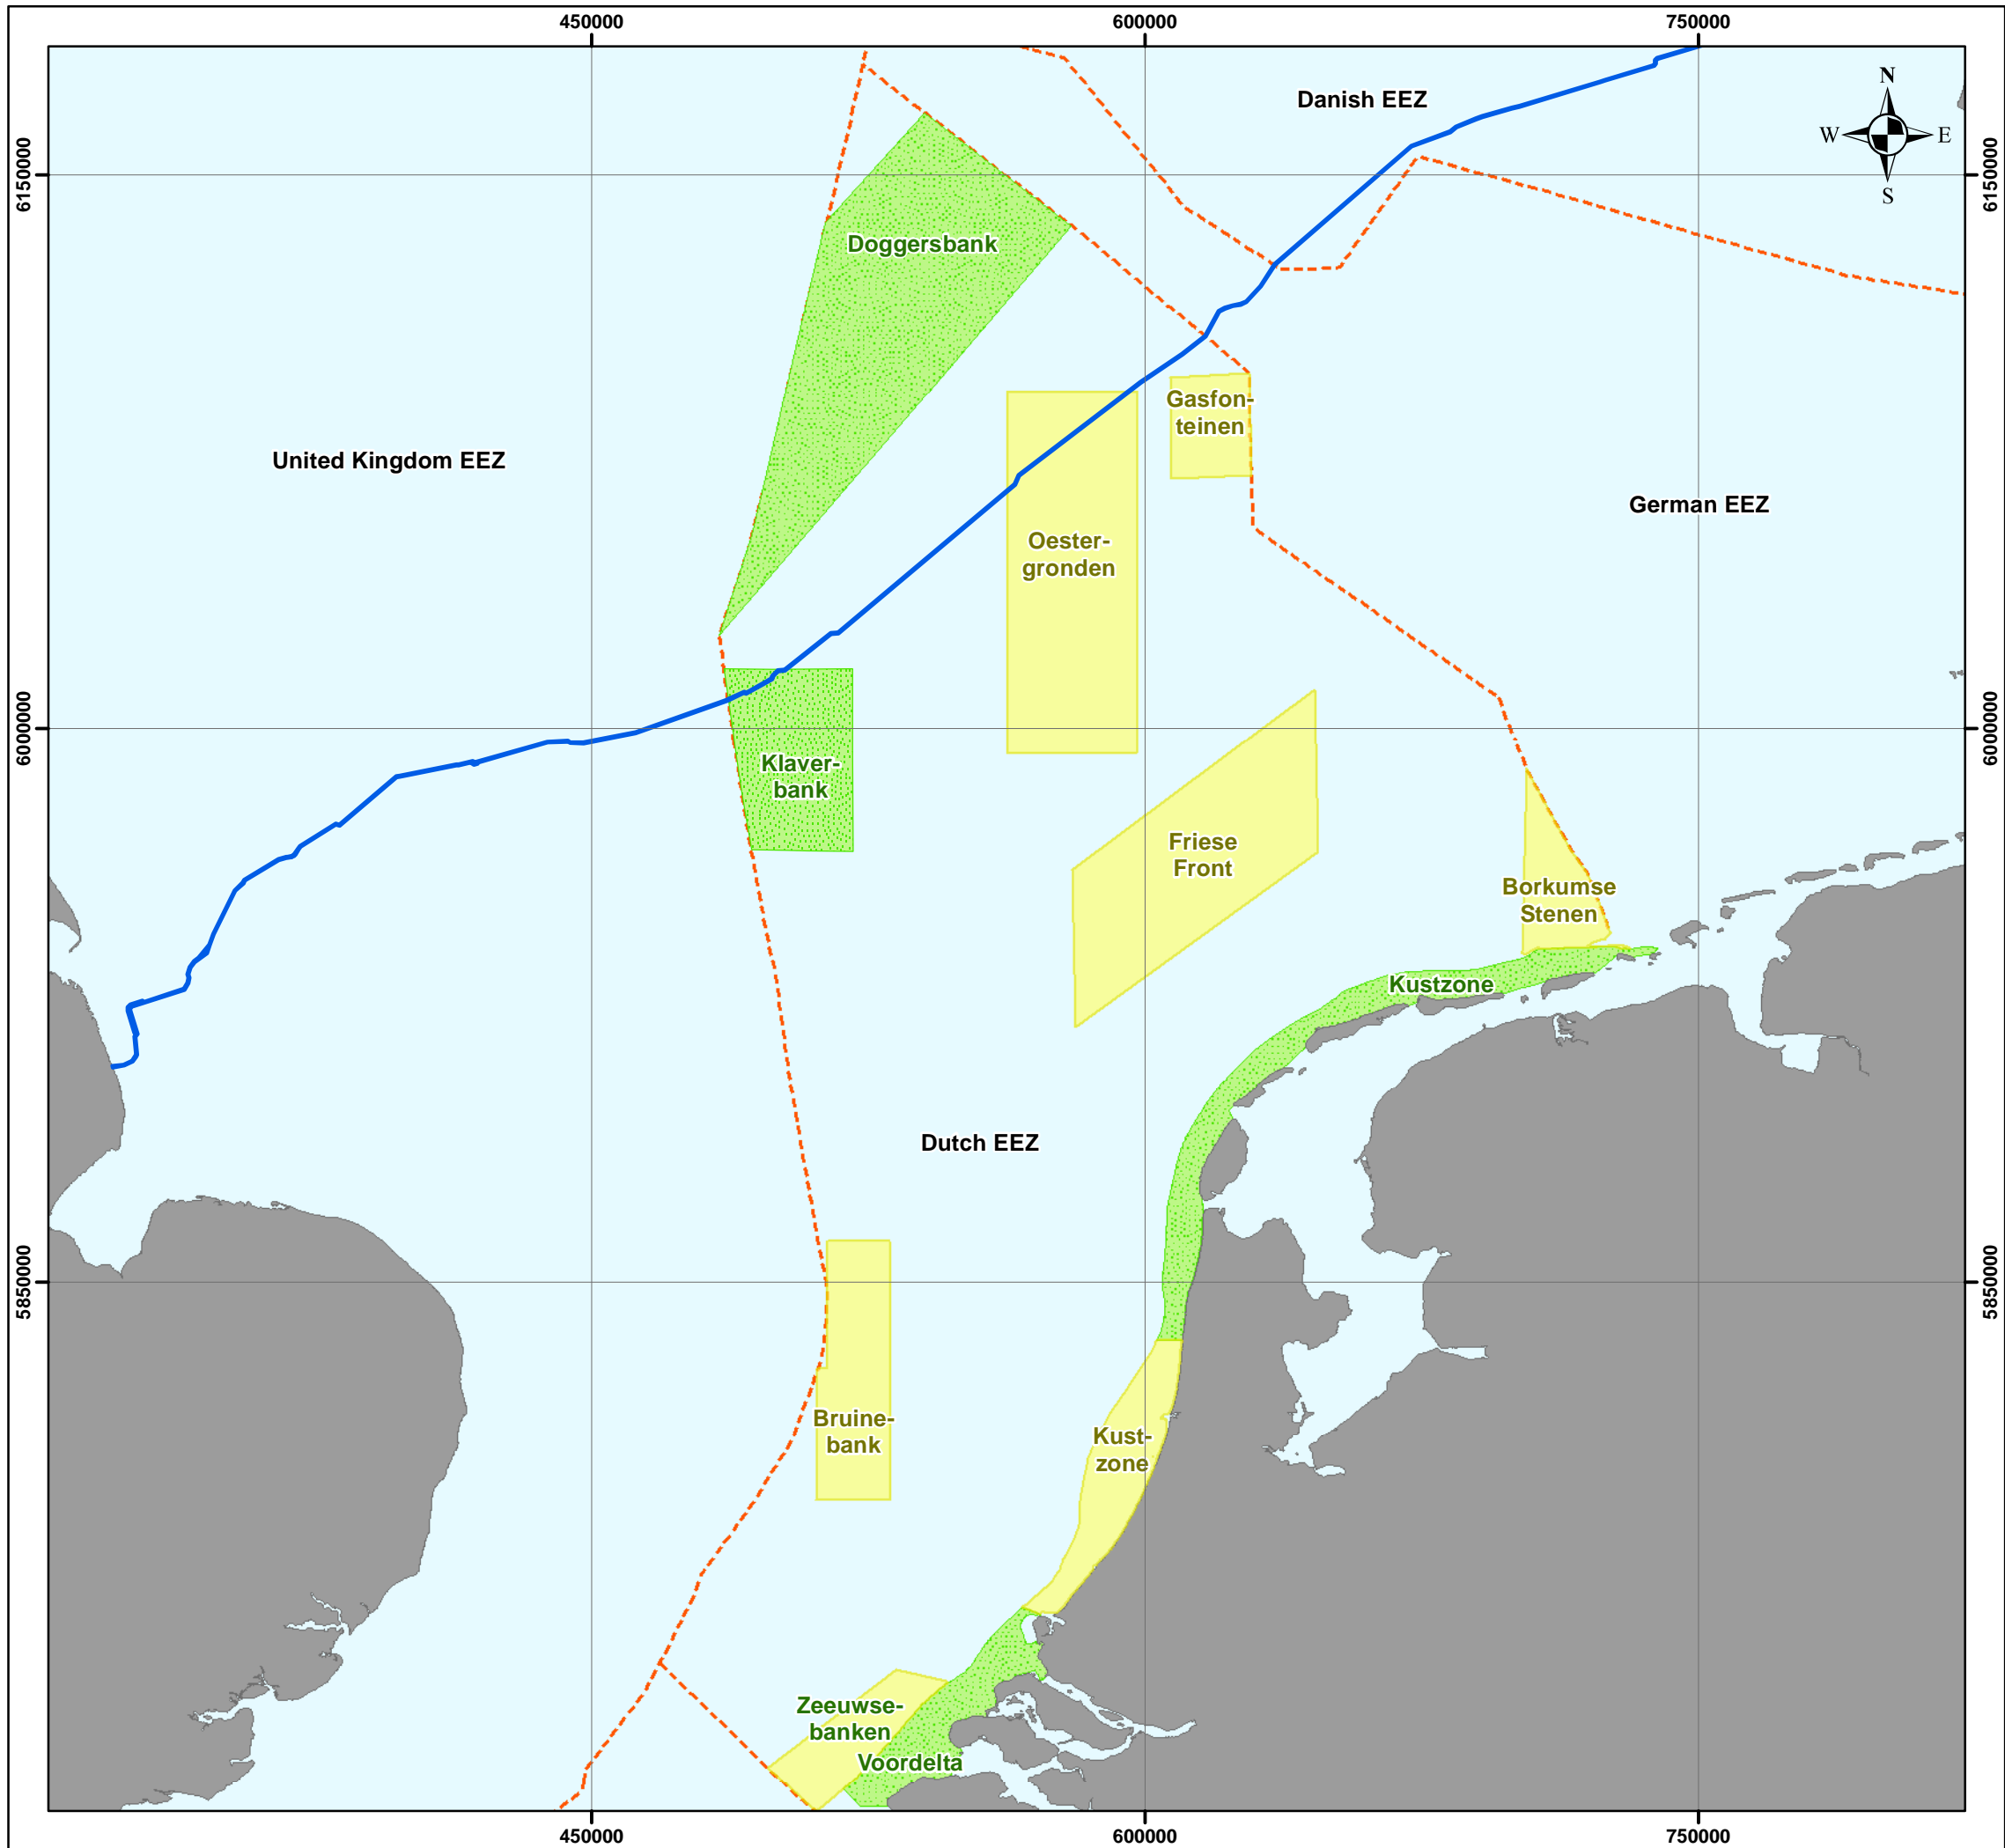 450000
600000
750000
Danish EEZ
N
W
E
S
6150000
6150000
Doggersbank
Gasfon-
teinen
United Kingdom EEZ
German EEZ
Oester-
gronden
6000000
6000000
Klaver-
bank
Friese
Front
Borkumse
Stenen
Kustzone
Dutch EEZ
5850000
5850000
Bruine-
bank
Kust-
zone
Zeeuwse-
banken
Voordelta
450000
600000
750000